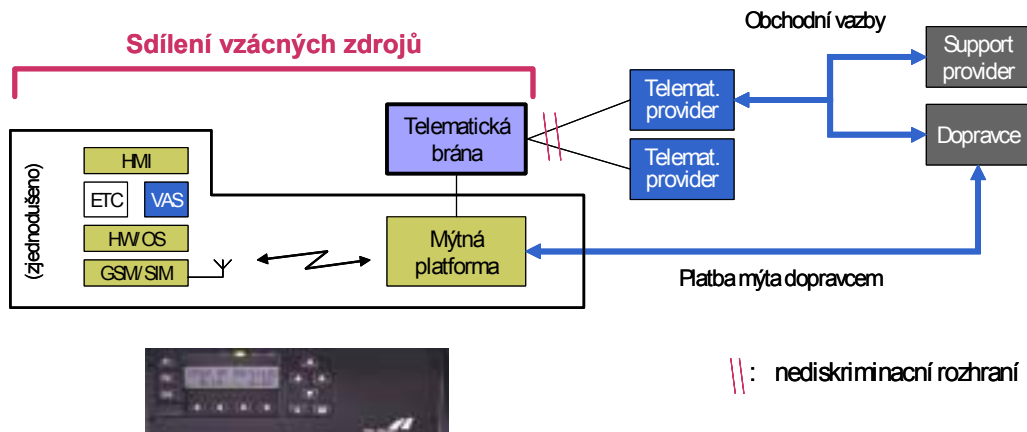 Obchodní vazby
Sdílení vzácných zdrojů
Support
provider
Telemat.
provider
Telematická
brána
Dopravce
Telemat.
provider
(zjednodušeno)
HMI
ETC
VAS
HW/OS
GSM/SIM
Mýtná
platforma
Platba mýta dopravcem
: nediskriminacní rozhraní